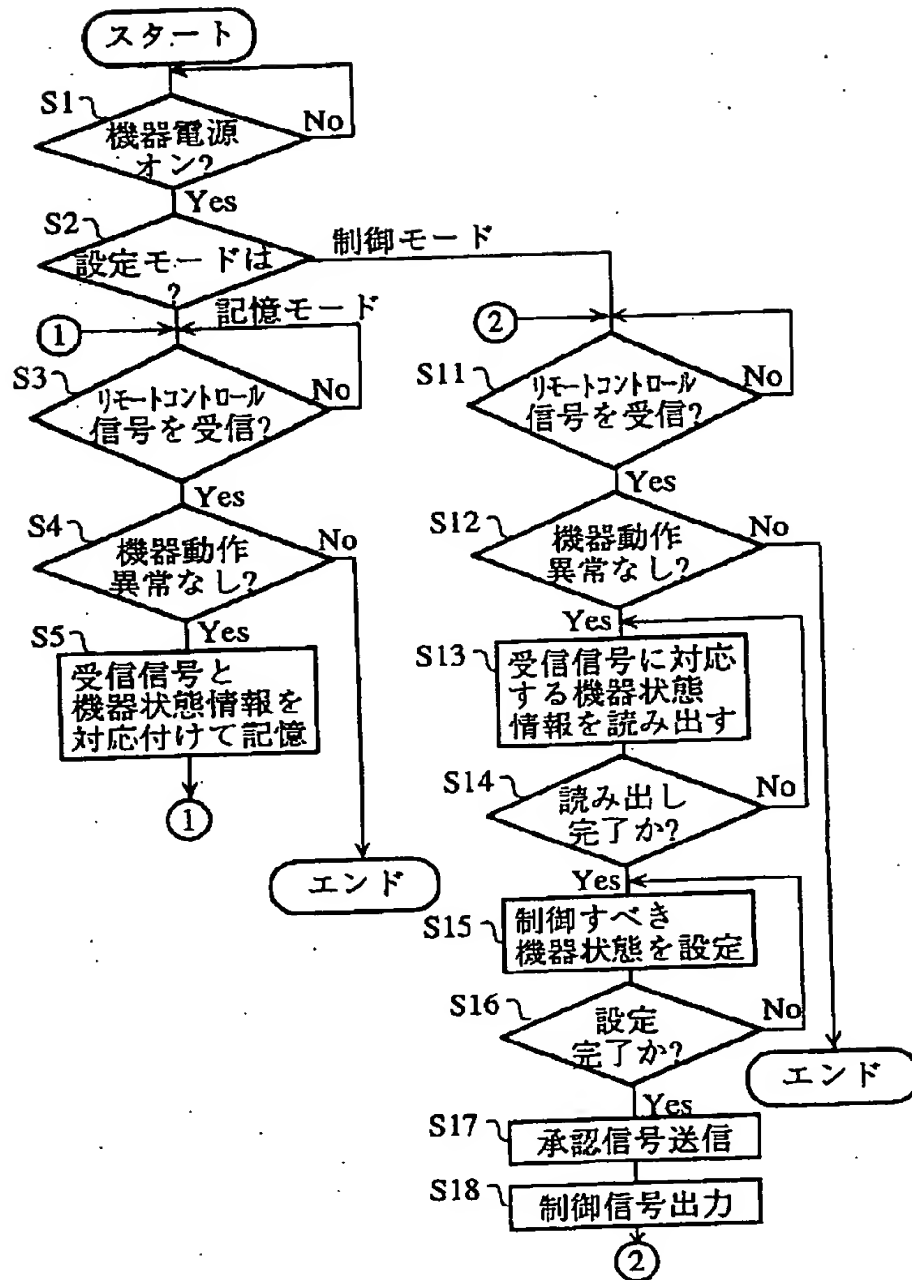 スタート
S1
機器電源
オン?
No
Yes
S2
設定モードは
?
制御モード
記憶モード
①
S3
リモートコントロール
信号を受信?
No
Yes
S4
機器動作
異常なし?
No
Yes
S5
受信信号と
機器状態情報を
対応付けて記憶
①
エンド
②
S11
リモートコントロール
信号を受信?
No
Yes
S12
機器動作
異常なし?
No
Yes
S13
受信信号に対応
する機器状態
情報を読み出す
S14
読み出し
完了か?
No
Yes
S15
制御すべき
機器状態を設定
S16
設定
完了か?
No
Yes
エンド
S17
承認信号送信
S18
制御信号出力
②